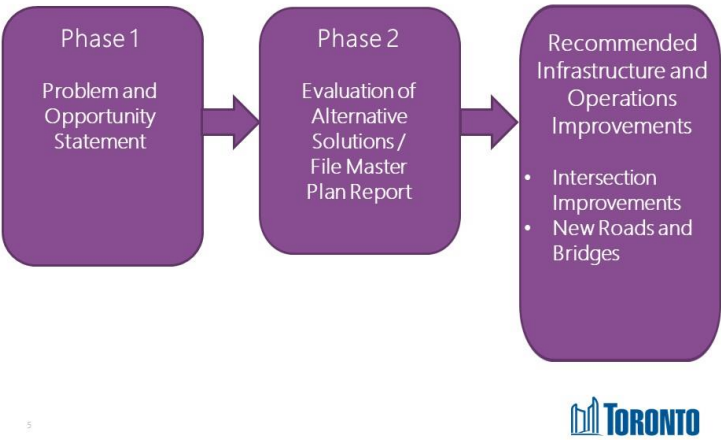 Phase 1
Problem and
Opportunity
Statement
Phase 2
Evaluation of
Alternative
Solutions /
File Master
Plan Report
Recommended
Infrastructure and
Operations
Improvements
• Intersection
Improvements
• New Roads and
Bridges
5
TORONTO